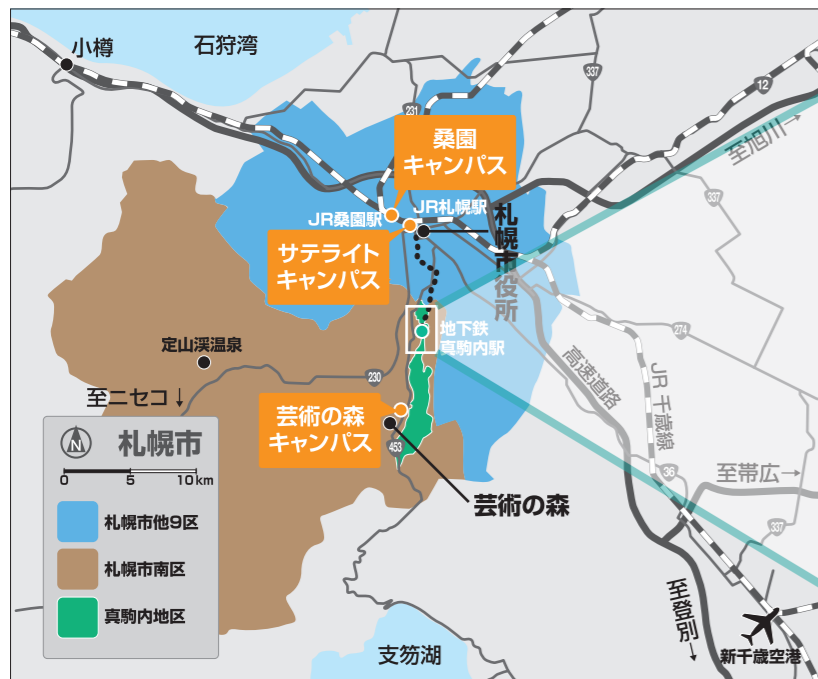 小樽
石狩湾
337
12
231
至旭川
桑園
キャンパス
JR桑園駅
JR札幌駅
337
札幌市役所
サテライト
キャンパス
地下鉄
真駒内駅
274
定山渓温泉
230
高速道路
JR千歳線
至ニセコ
芸術の森
キャンパス
453
36
至帯広
337
芸術の森
N
札幌市
0 5 10km
札幌市他9区
札幌市南区
真駒内地区
至登別
支笏湖
新千歳空港